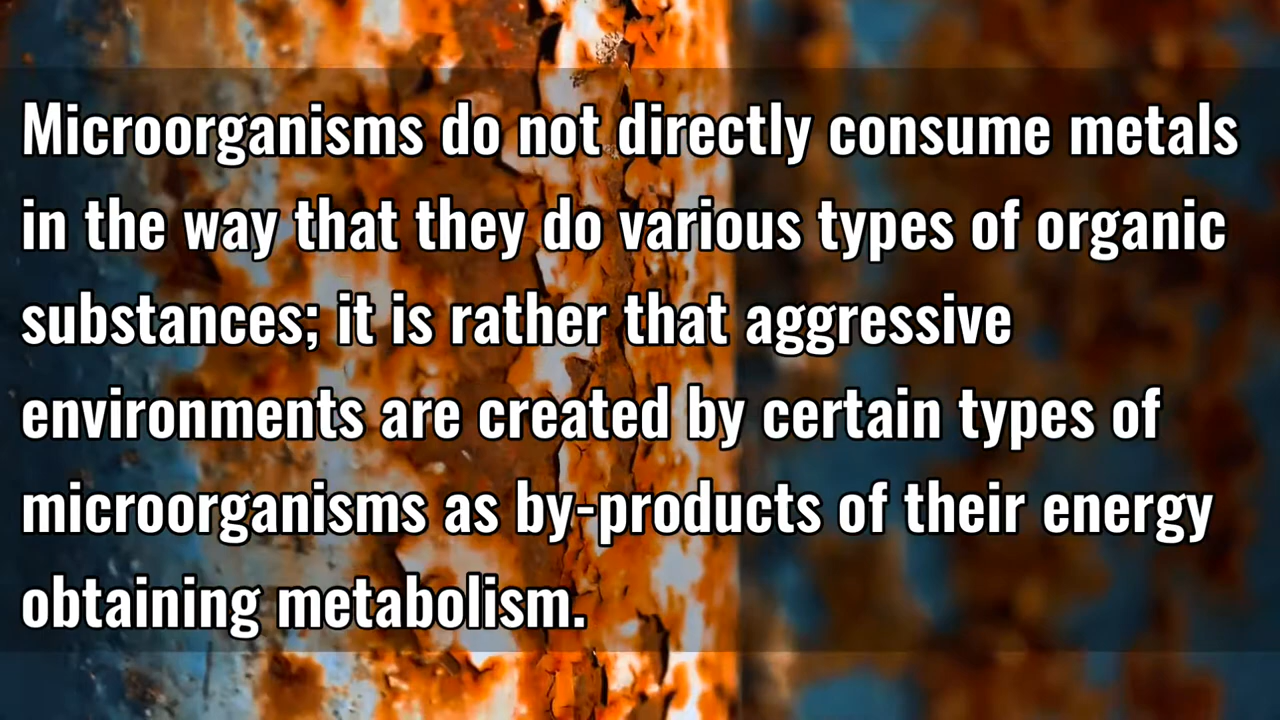 Microorganisms do not directly consume metals
in the way that they do various types of organic
substances; it is rather that aggressive
environments are created by certain types of
microorganisms as by-products of their energy
obtaining metabolism.